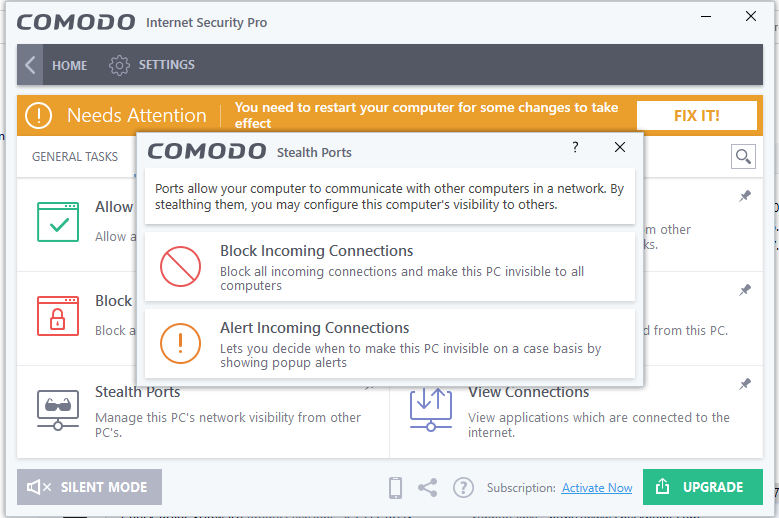 COMODO Internet Security Pro
HOME SETTINGS
Needs Attention
You need to restart your computer for some changes to take
effect
FIX IT!
GENERAL TASKS
COMODO Stealth Ports
?
Ports allow your computer to communicate with other computers in a network. By
stealthing them, you may configure this computer's visibility to others.
Block Incoming Connections
Block all incoming connections and make this PC invisible to all
computers
Alert Incoming Connections
Lets you decide when to make this PC invisible on a case basis by
showing popup alerts
Allow
Allow a
other
ks.
Block
Block a
d from this PC.
Stealth Ports
Manage this PC's network visibility from other
PC's.
View Connections
View applications which are connected to the
internet.
SILENT MODE
?
Subscription: Activate Now
UPGRADE